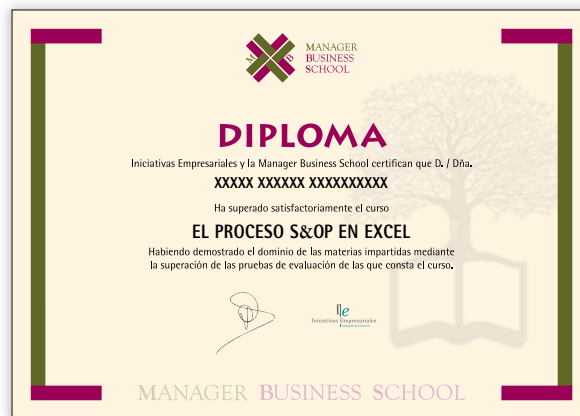 M B
MANAGER
BUSINESS
SCHOOL
DIPLOMA
Iniciativas Empresariales y la Manager Business School certifican que D. / Dña.
XXXXX XXXXXX XXXXXXXXXX
Ha superado satisfactoriamente el curso
EL PROCESO S&OP EN EXCEL
Habiendo demostrado el dominio de las materias impartidas mediante
la superación de las pruebas de evaluación de las que consta el curso.
Iniciativas Empresariales
MANAGER BUSINESS SCHOOL